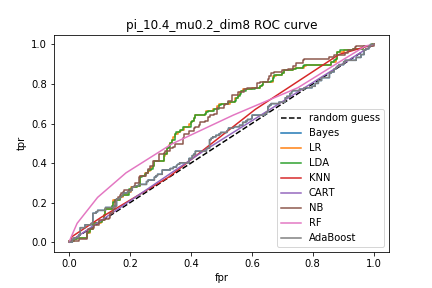 pi_10.4_mu0.2_dim8 ROC curve
tpr
1.0
0.8
0.6
0.4
0.2
0.0
0.0 0.2 0.4 0.6 0.8 1.0
fpr
random guess
Bayes
LR
LDA
KNN
CART
NB
RF
AdaBoost